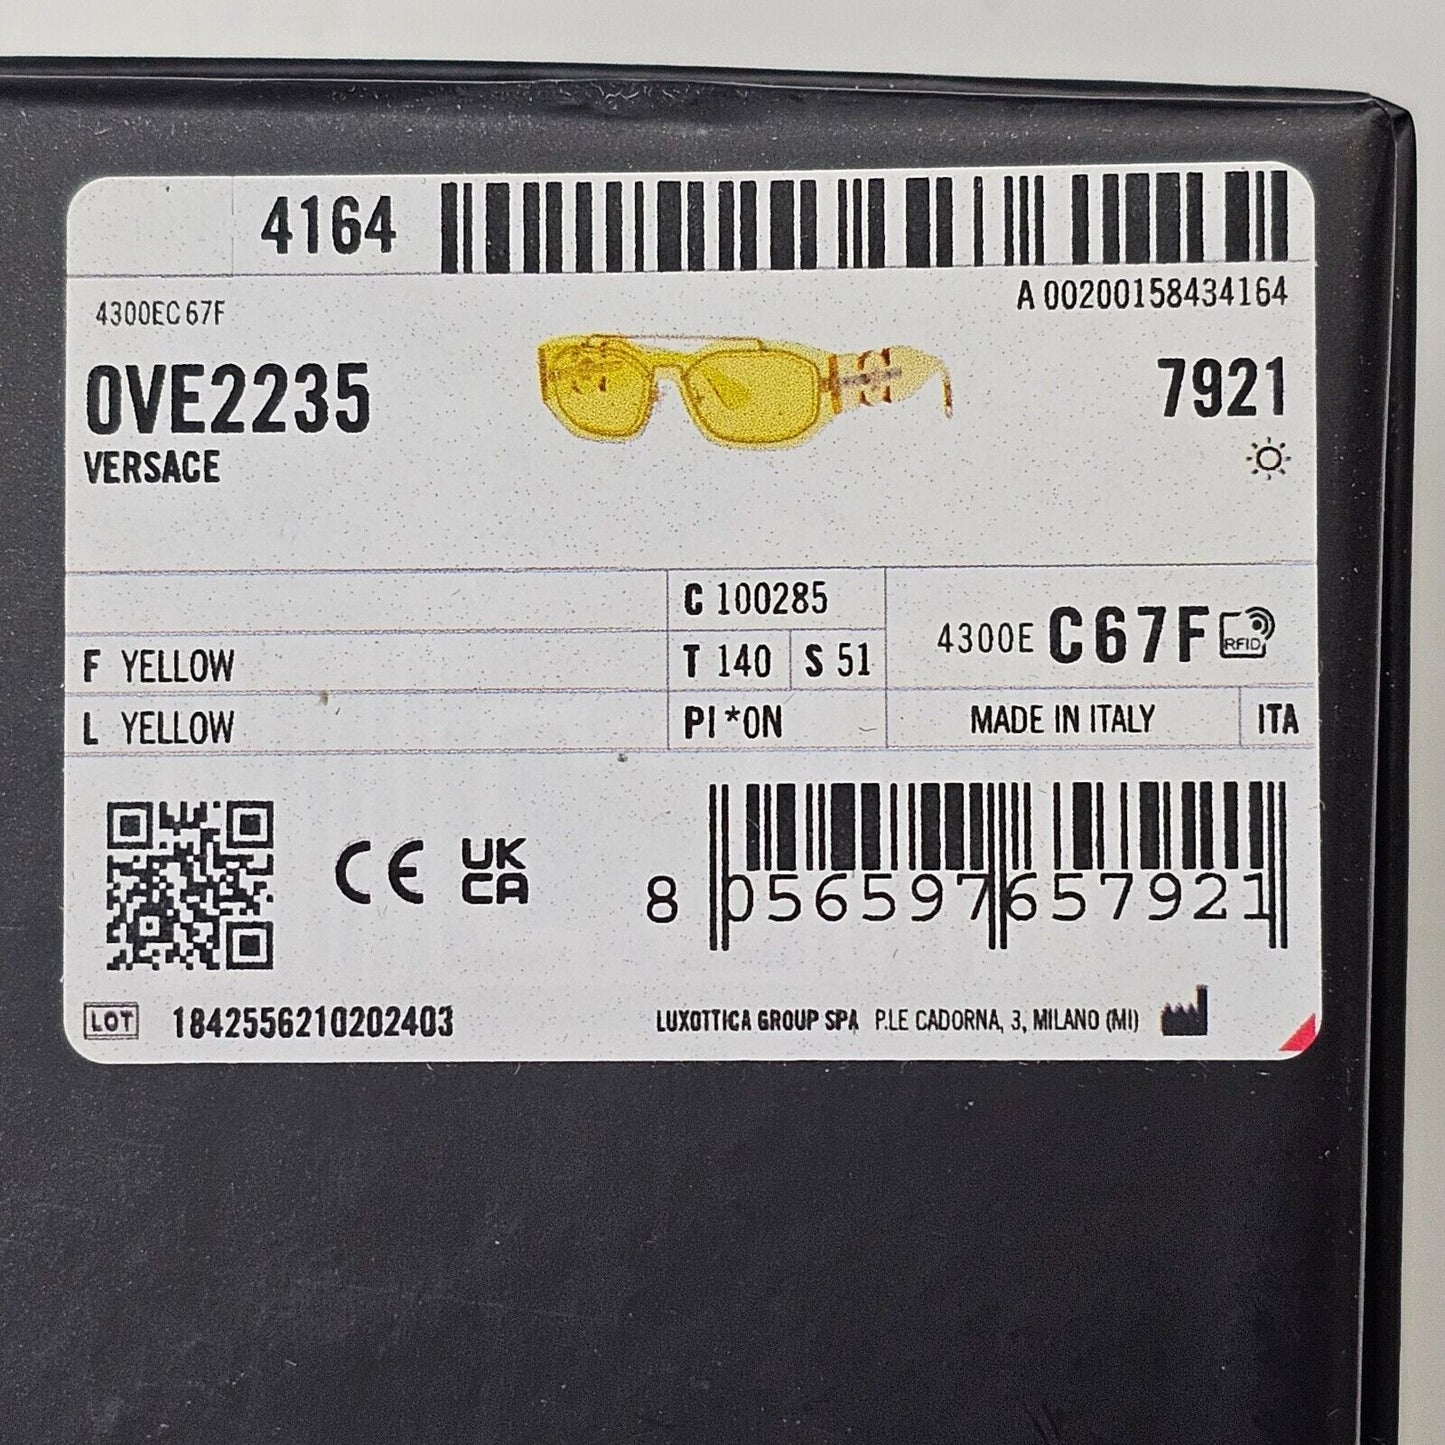 4164
A 00200158434164
4300EC67F
0VE2235
7921
VERSACE
C 100285
4300E C67F RFID
F YELLOW
T 140 S 51
L YELLOW
PI *ON
MADE IN ITALY ITA
CE UK CA
8 056597 657921
LOT 1842556210202403
LUXOTTICA GROUP SPA P.LE CADORNA, 3, MILANO (MI)